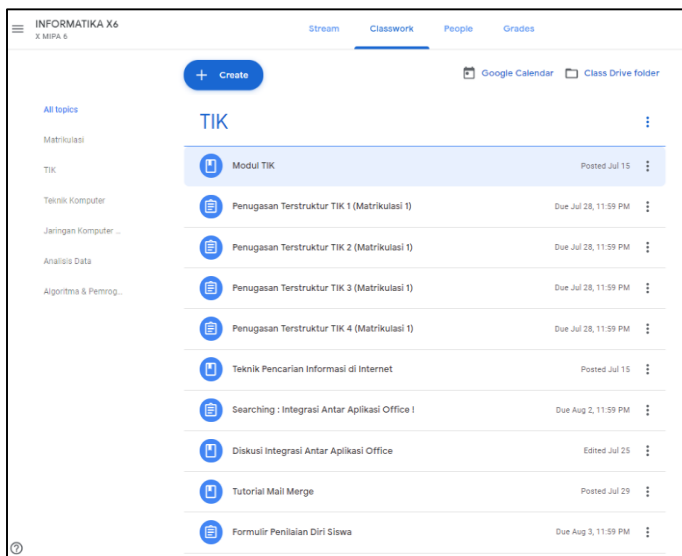 INFORMATIKA X6
X MIPA 6
Stream
Classwork
People
Grades
Create
Google Calendar
Class Drive folder
All topics
Matrikulasi
TIK
Teknik Komputer
Jaringan Komputer ...
Analisis Data
Algoritma & Pemrog...
TIK
Modul TIK
Posted Jul 15
Penugasan Terstruktur TIK 1 (Matrikulasi 1)
Due Jul 28, 11:59 PM
Penugasan Terstruktur TIK 2 (Matrikulasi 1)
Due Jul 28, 11:59 PM
Penugasan Terstruktur TIK 3 (Matrikulasi 1)
Due Jul 28, 11:59 PM
Penugasan Terstruktur TIK 4 (Matrikulasi 1)
Due Jul 28, 11:59 PM
Teknik Pencarian Informasi di Internet
Posted Jul 15
Searching : Integrasi Antar Aplikasi Office !
Due Aug 2, 11:59 PM
Diskusi Integrasi Antar Aplikasi Office
Edited Jul 25
Tutorial Mail Merge
Posted Jul 29
Formulir Penilaian Diri Siswa
Due Aug 3, 11:59 PM